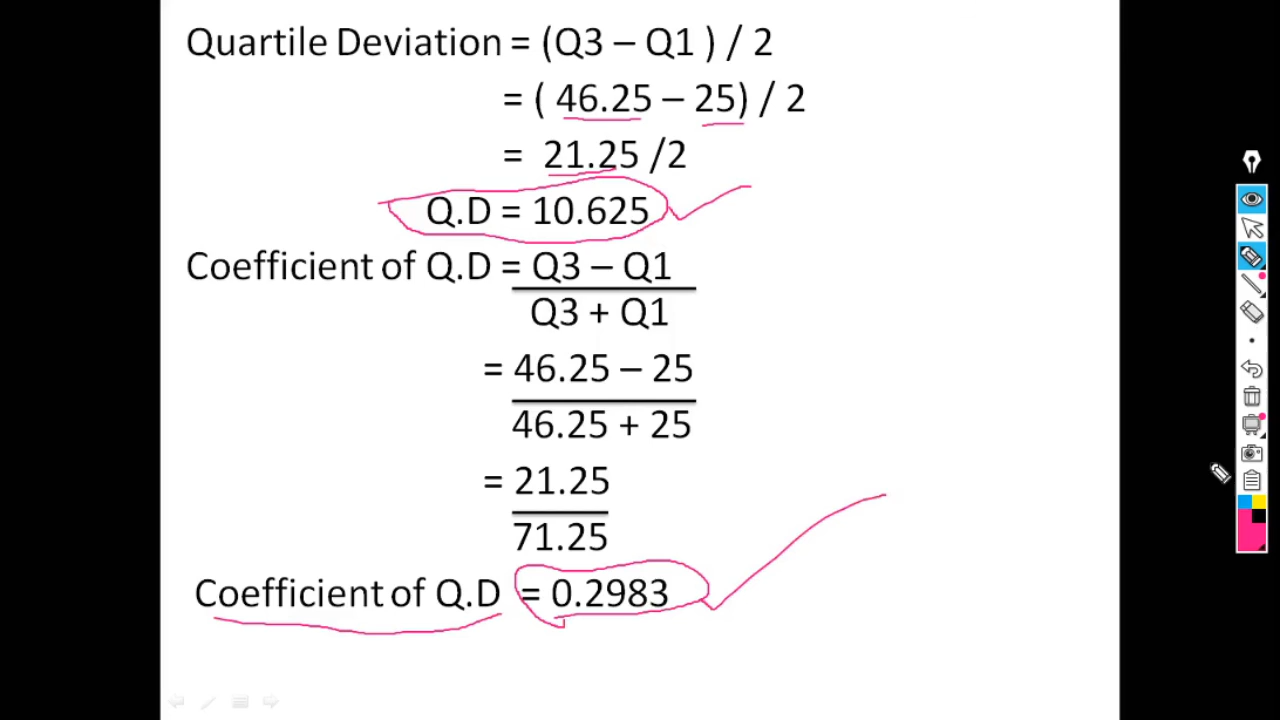 Quartile Deviation = (Q3 – Q1 ) / 2
= ( 46.25 – 25) / 2
= 21.25 /2
Q.D = 10.625
Coefficient of Q.D = Q3 – Q1
Q3 + Q1
= 46.25 – 25
46.25 + 25
= 21.25
71.25
Coefficient of Q.D = 0.2983